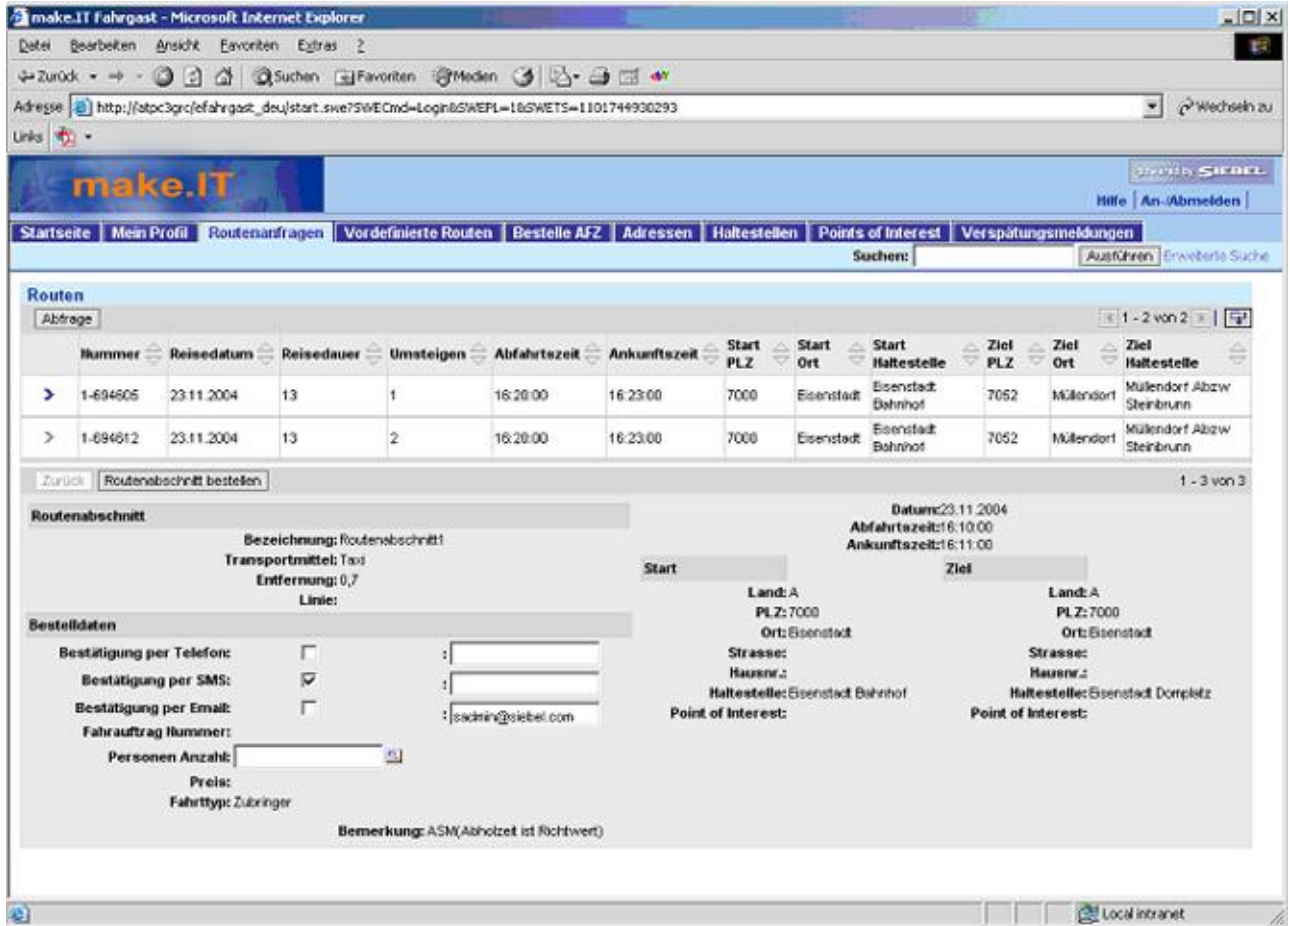 make.IT Fahrgast - Microsoft Internet Explorer
Datei Bearbeiten Ansicht Favoriten Extras ?
Zurück Suchen Favoriten Medien
Adresse http://atpc3grc/efahrgast_deu/start.swe?SWECmd=Login&SWEPL=1&SWETS=1101744930293 Wechseln zu
Links
make.IT
powered by SIEBEL
Hilfe | An-/Abmelden |
Startseite Mein Profil Routenanfragen Vordefinierte Routen Bestelle AFZ Adressen Haltestellen Points of Interest Verspätungsmeldungen
Suchen: Ausführen Erweiterte Suche
Routen
Abfrage 1 - 2 von 2
Nummer Reisedatum Reisedauer Umsteigen Abfahrtszeit Ankunftszeit Start PLZ Start Ort Start Haltestelle Ziel PLZ Ziel Ort Ziel Haltestelle
1-694605 23.11.2004 13 1 16:20:00 16:23:00 7000 Eisenstadt Eisenstadt Bahnhof 7052 Müllendorf Müllendorf Abzw Steinbrunn
1-694612 23.11.2004 13 2 16:20:00 16:23:00 7000 Eisenstadt Eisenstadt Bahnhof 7052 Müllendorf Müllendorf Abzw Steinbrunn
Zurück Routenabschnitt bestellen 1 - 3 von 3
Routenabschnitt
Bezeichnung: Routenabschnitt1
Transportmittel: Taxi
Entfernung: 0,7
Linie:
Bestelldaten
Bestätigung per Telefon: :
Bestätigung per SMS: :
Bestätigung per Email: : sadmin@siebel.com
Fahrauftrag Nummer:
Personen Anzahl:
Preis:
Fahrttyp: Zubringer
Bemerkung: ASM(Abholzeit ist Richtwert)
Datum: 23.11.2004
Abfahrtszeit: 16:10:00
Ankunftszeit: 16:11:00
Start
Land: A
PLZ: 7000
Ort: Eisenstadt
Strasse:
Hausnr.:
Haltestelle: Eisenstadt Bahnhof
Point of Interest:
Ziel
Land: A
PLZ: 7000
Ort: Eisenstadt
Strasse:
Hausnr.:
Haltestelle: Eisenstadt Domplatz
Point of Interest:
Local intranet